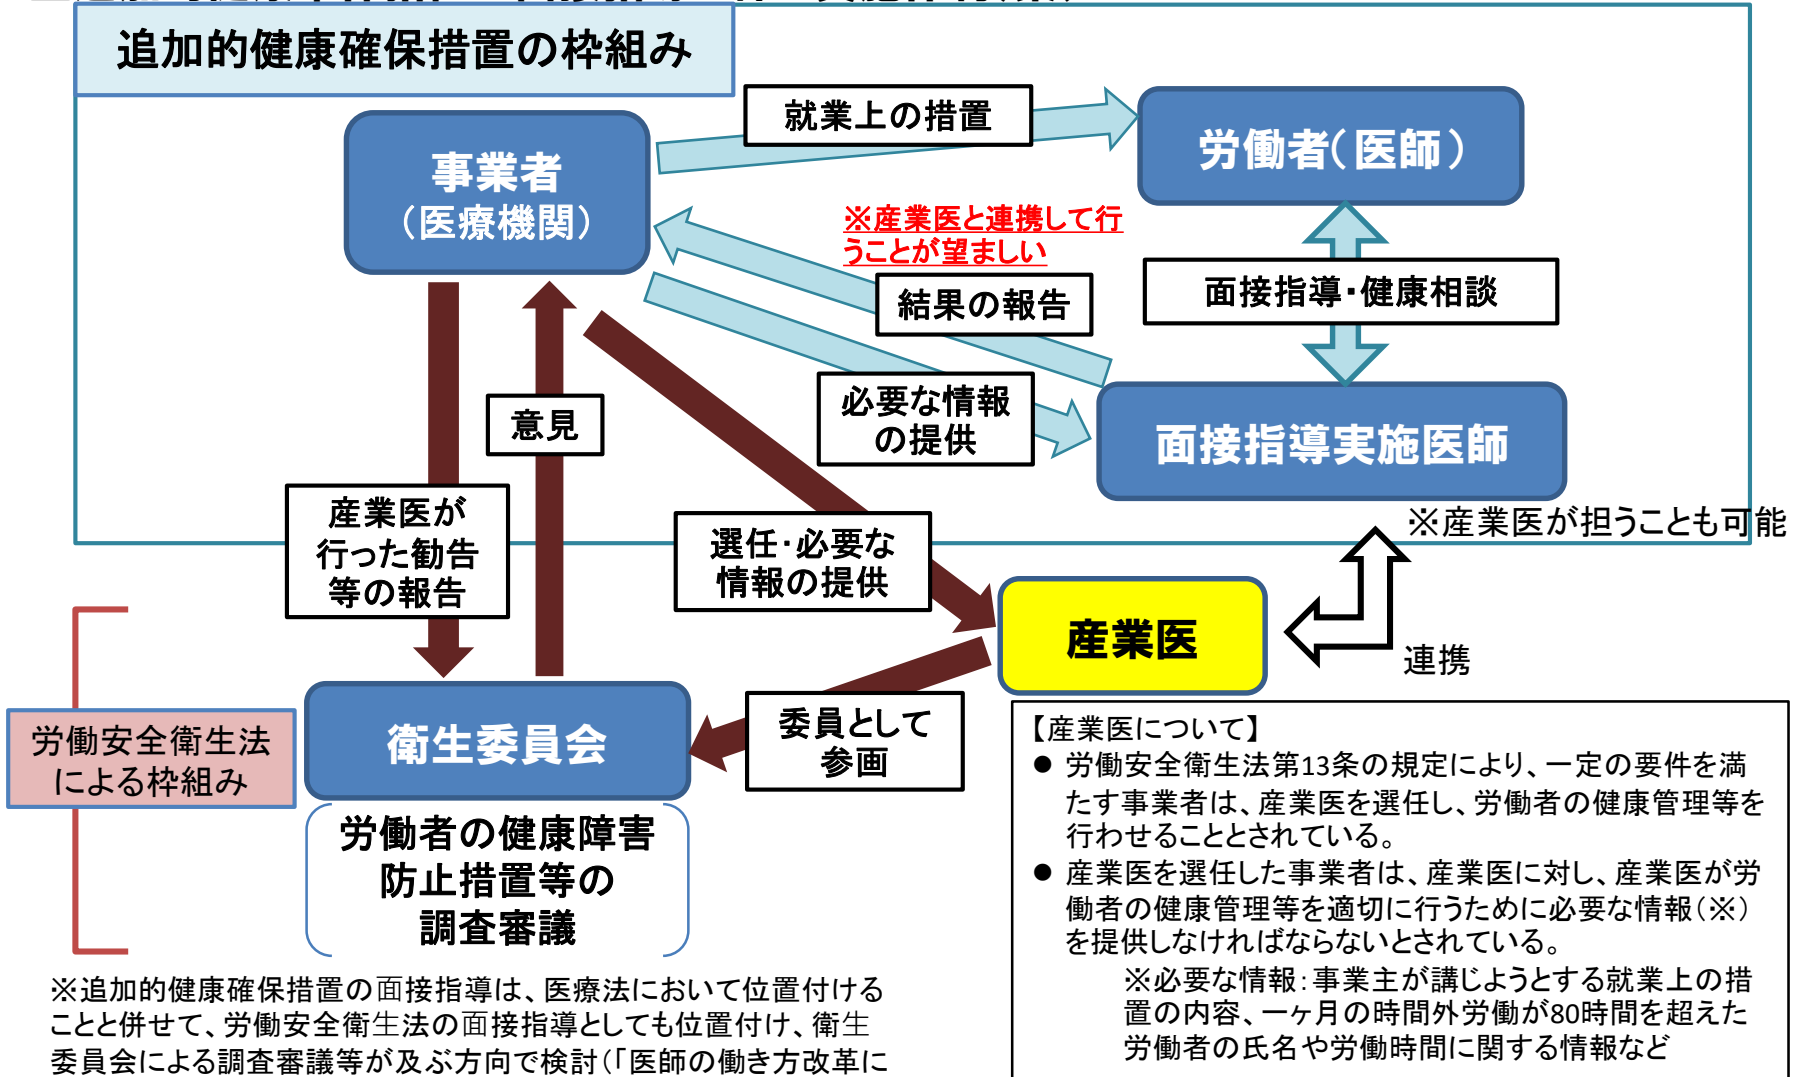 追加的健康確保措置の枠組み
就業上の措置
労働者(医師)
事業者
(医療機関)
※産業医と連携して行
うことが望ましい
結果の報告
面接指導・健康相談
必要な情報
の提供
意見
面接指導実施医師
※産業医が担うことも可能
産業医が
行った勧告
等の報告
選任・必要な
情報の提供
産業医
連携
労働安全衛生法
による枠組み
衛生委員会
委員として
参画
労働者の健康障害
防止措置等の
調査審議
【産業医について】
● 労働安全衛生法第13条の規定により、一定の要件を満
たす事業者は、産業医を選任し、労働者の健康管理等を
行わせることとされている。
● 産業医を選任した事業者は、産業医に対し、産業医が労
働者の健康管理等を適切に行うために必要な情報(※)
を提供しなければならないとされている。
※必要な情報:事業主が講じようとする就業上の措
置の内容、一ヶ月の時間外労働が80時間を超えた
労働者の氏名や労働時間に関する情報など
※追加的健康確保措置の面接指導は、医療法において位置付ける
ことと併せて、労働安全衛生法の面接指導としても位置付け、衛生
委員会による調査審議等が及ぶ方向で検討(「医師の働き方改革に